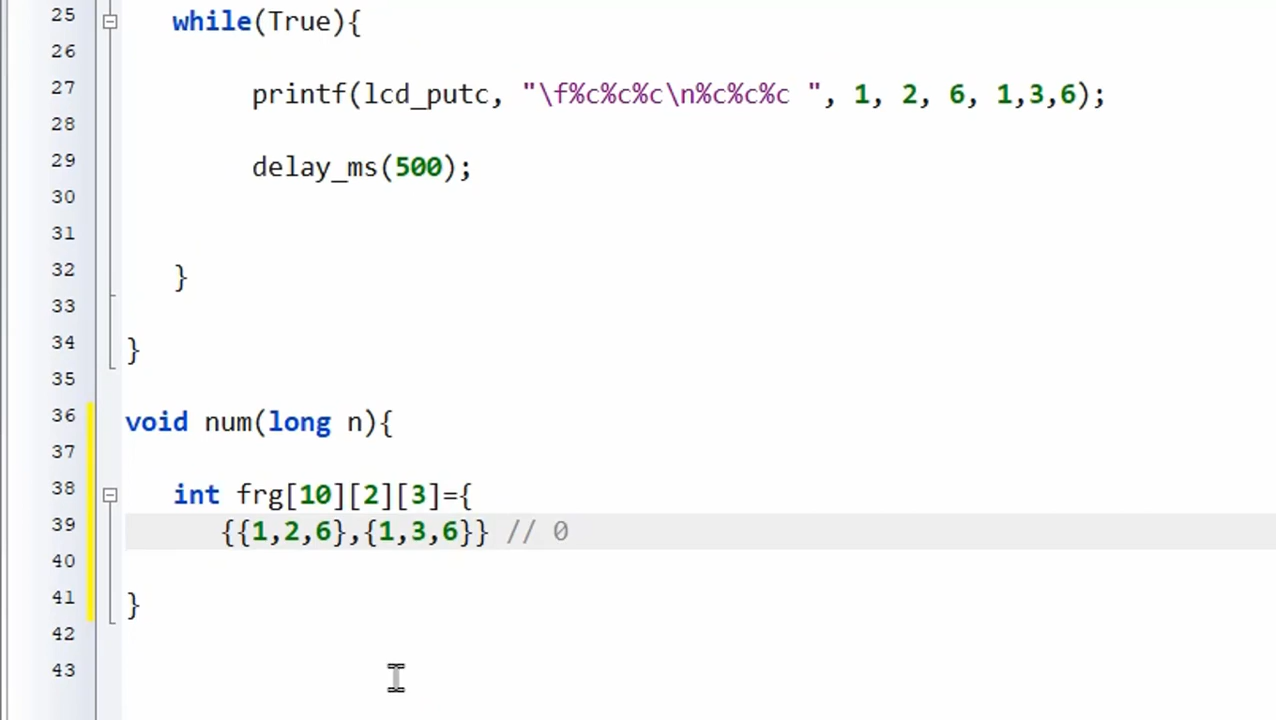 25 while(True){
26
27 printf(lcd_putc, "\f%c%c%c\n%c%c%c ", 1, 2, 6, 1,3,6);
28
29 delay_ms(500);
30
31
32 }
33
34 }
35
36 void num(long n){
37
38 int frg[10][2][3]={
39 {{1,2,6},{1,3,6}} // 0
40
41 }
42
43